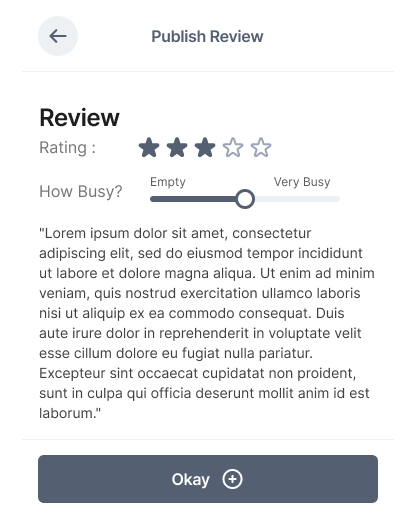 Publish Review
Review
Rating :
Empty Very Busy
How Busy?
"Lorem ipsum dolor sit amet, consectetur
adipiscing elit, sed do eiusmod tempor incididunt
ut labore et dolore magna aliqua. Ut enim ad minim
veniam, quis nostrud exercitation ullamco laboris
nisi ut aliquip ex ea commodo consequat. Duis
aute irure dolor in reprehenderit in voluptate velit
esse cillum dolore eu fugiat nulla pariatur.
Excepteur sint occaecat cupidatat non proident,
sunt in culpa qui officia deserunt mollit anim id est
laborum."
Okay